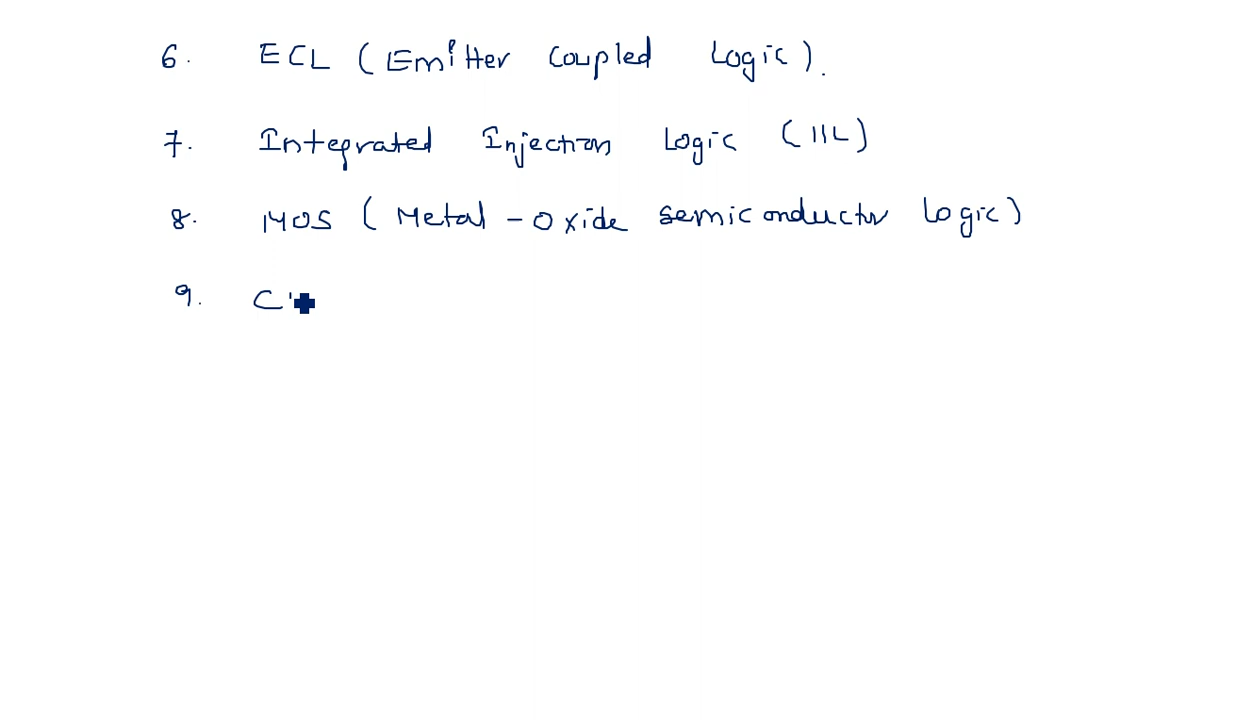 6. ECL (Emitter Coupled Logic).
7. Integrated Injection Logic (IIL)
8. MOS (Metal-Oxide semiconductor Logic)
9. C